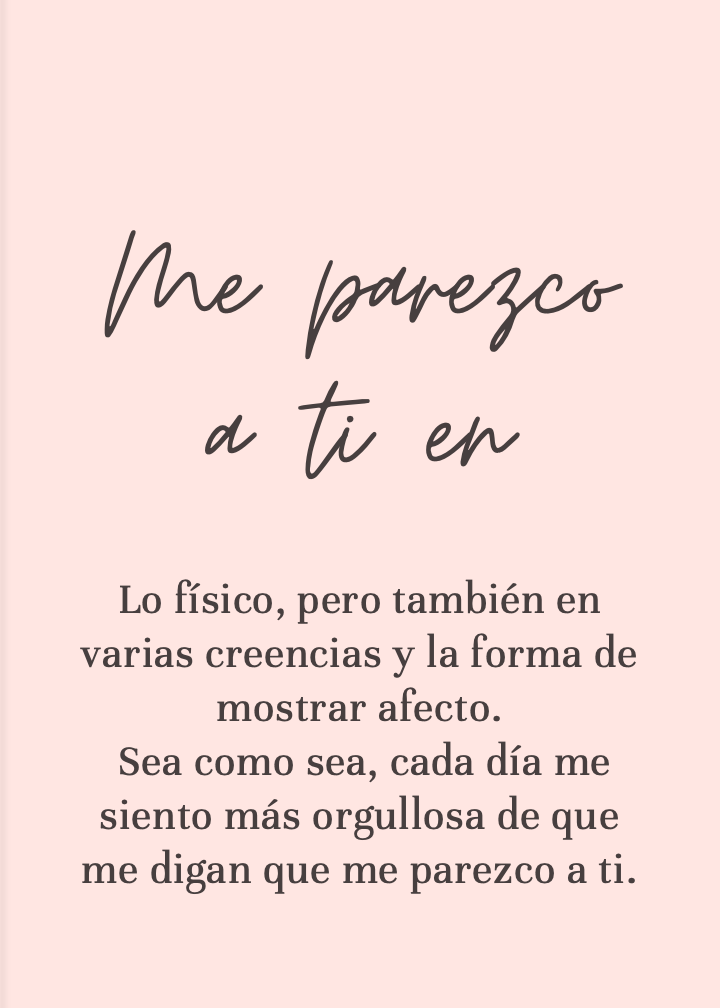 Me parezco
a ti en
Lo físico, pero también en
varias creencias y la forma de
mostrar afecto.
Sea como sea, cada día me
siento más orgullosa de que
me digan que me parezco a ti.